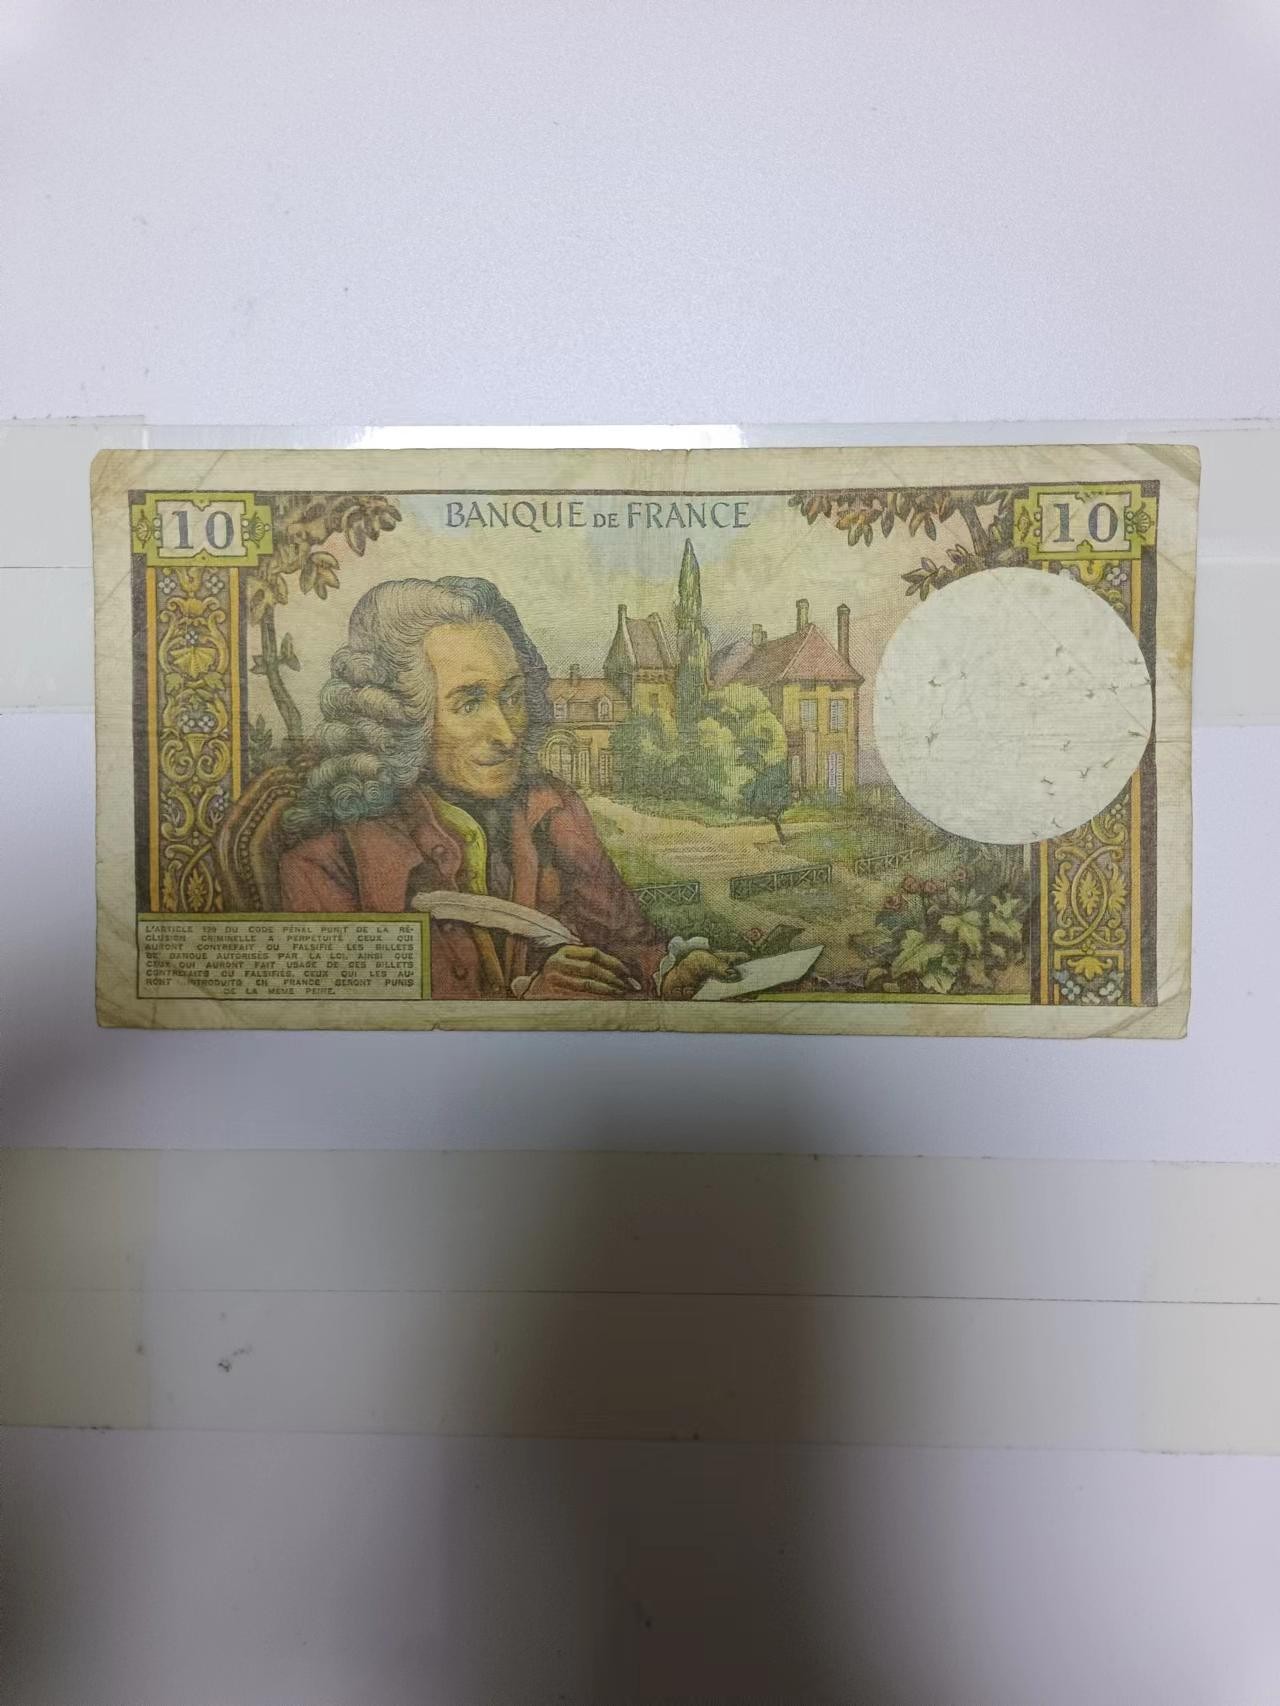 10
BANQUE DE FRANCE
10
L'ARTICLE 139 DU CODE PÉNAL PUNIT DE LA RÉ-
CLUSION CRIMINELLE A PERPÉTUITÉ CEUX QUI
AURONT CONTREFAIT OU FALSIFIÉ LES BILLETS
DE BANQUE AUTORISÉS PAR LA LOI, AINSI QUE
CEUX QUI AURONT FAIT USAGE DE CES BILLETS
CONTREFAITS OU FALSIFIÉS. CEUX QUI LES AU-
RONT INTRODUITS EN FRANCE SERONT PUNIS
DE LA MÊME PEINE.